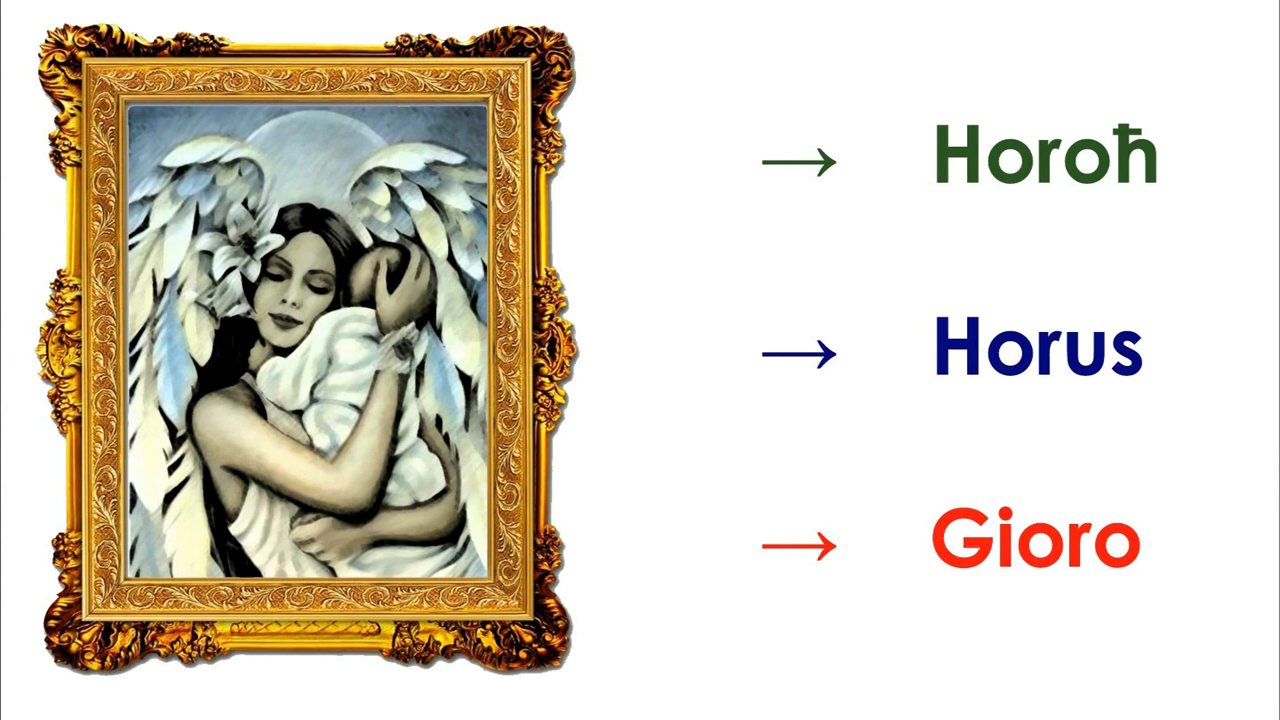 → Horoħ
→ Horus
→ Gioro